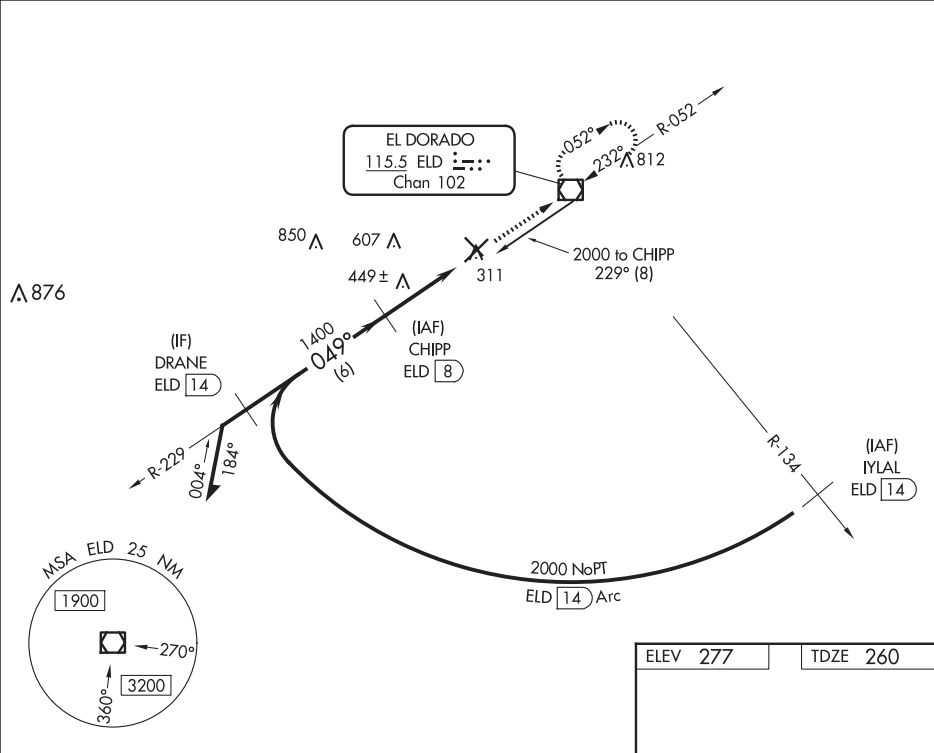 R-052
052°
232°
812
EL DORADO
115.5 ELD
Chan 102
850
607
311
2000 to CHIPP
229° (8)
449 ±
876
1400
049°
(6)
(IAF)
CHIPP
ELD 8
(IF)
DRANE
ELD 14
R-229
004°
184°
R-134
(IAF)
IYLAL
ELD 14
2000 NoPT
ELD 14 Arc
MSA ELD 25 NM
1900
270°
3200
360°
ELEV 277
TDZE 260